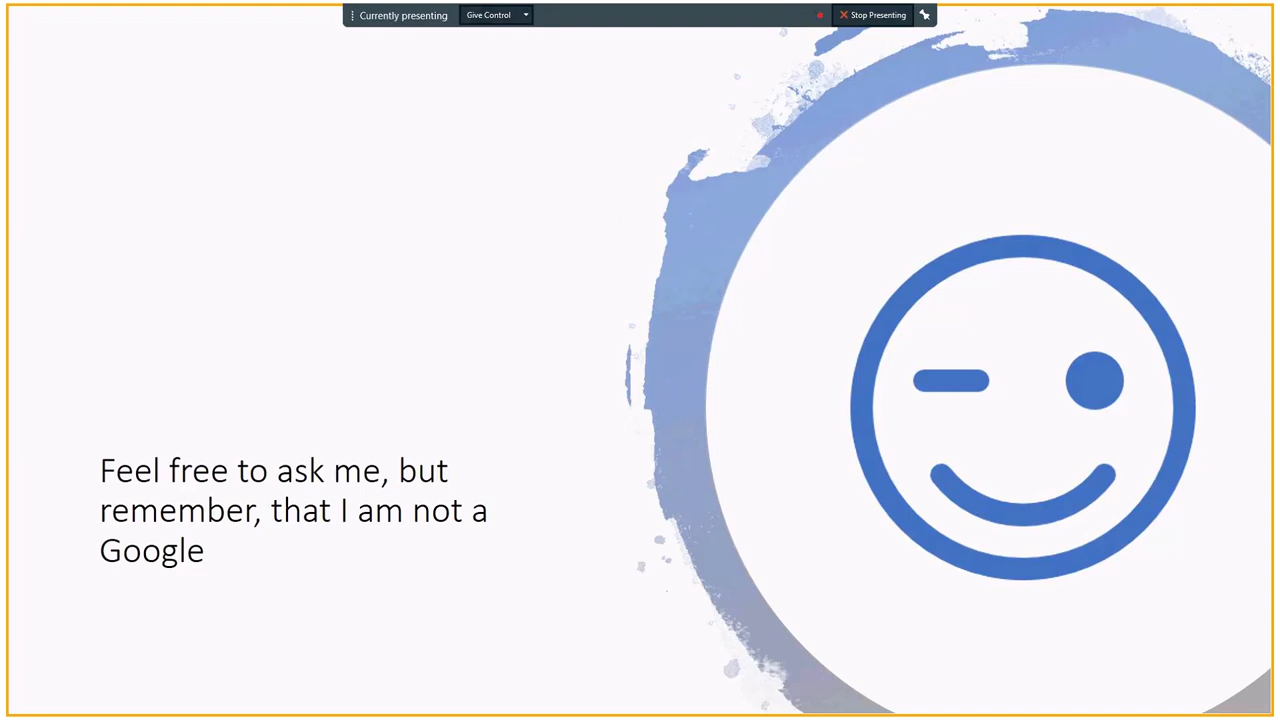 Currently presenting
Give Control
Stop Presenting
Feel free to ask me, but
remember, that I am not a
Google